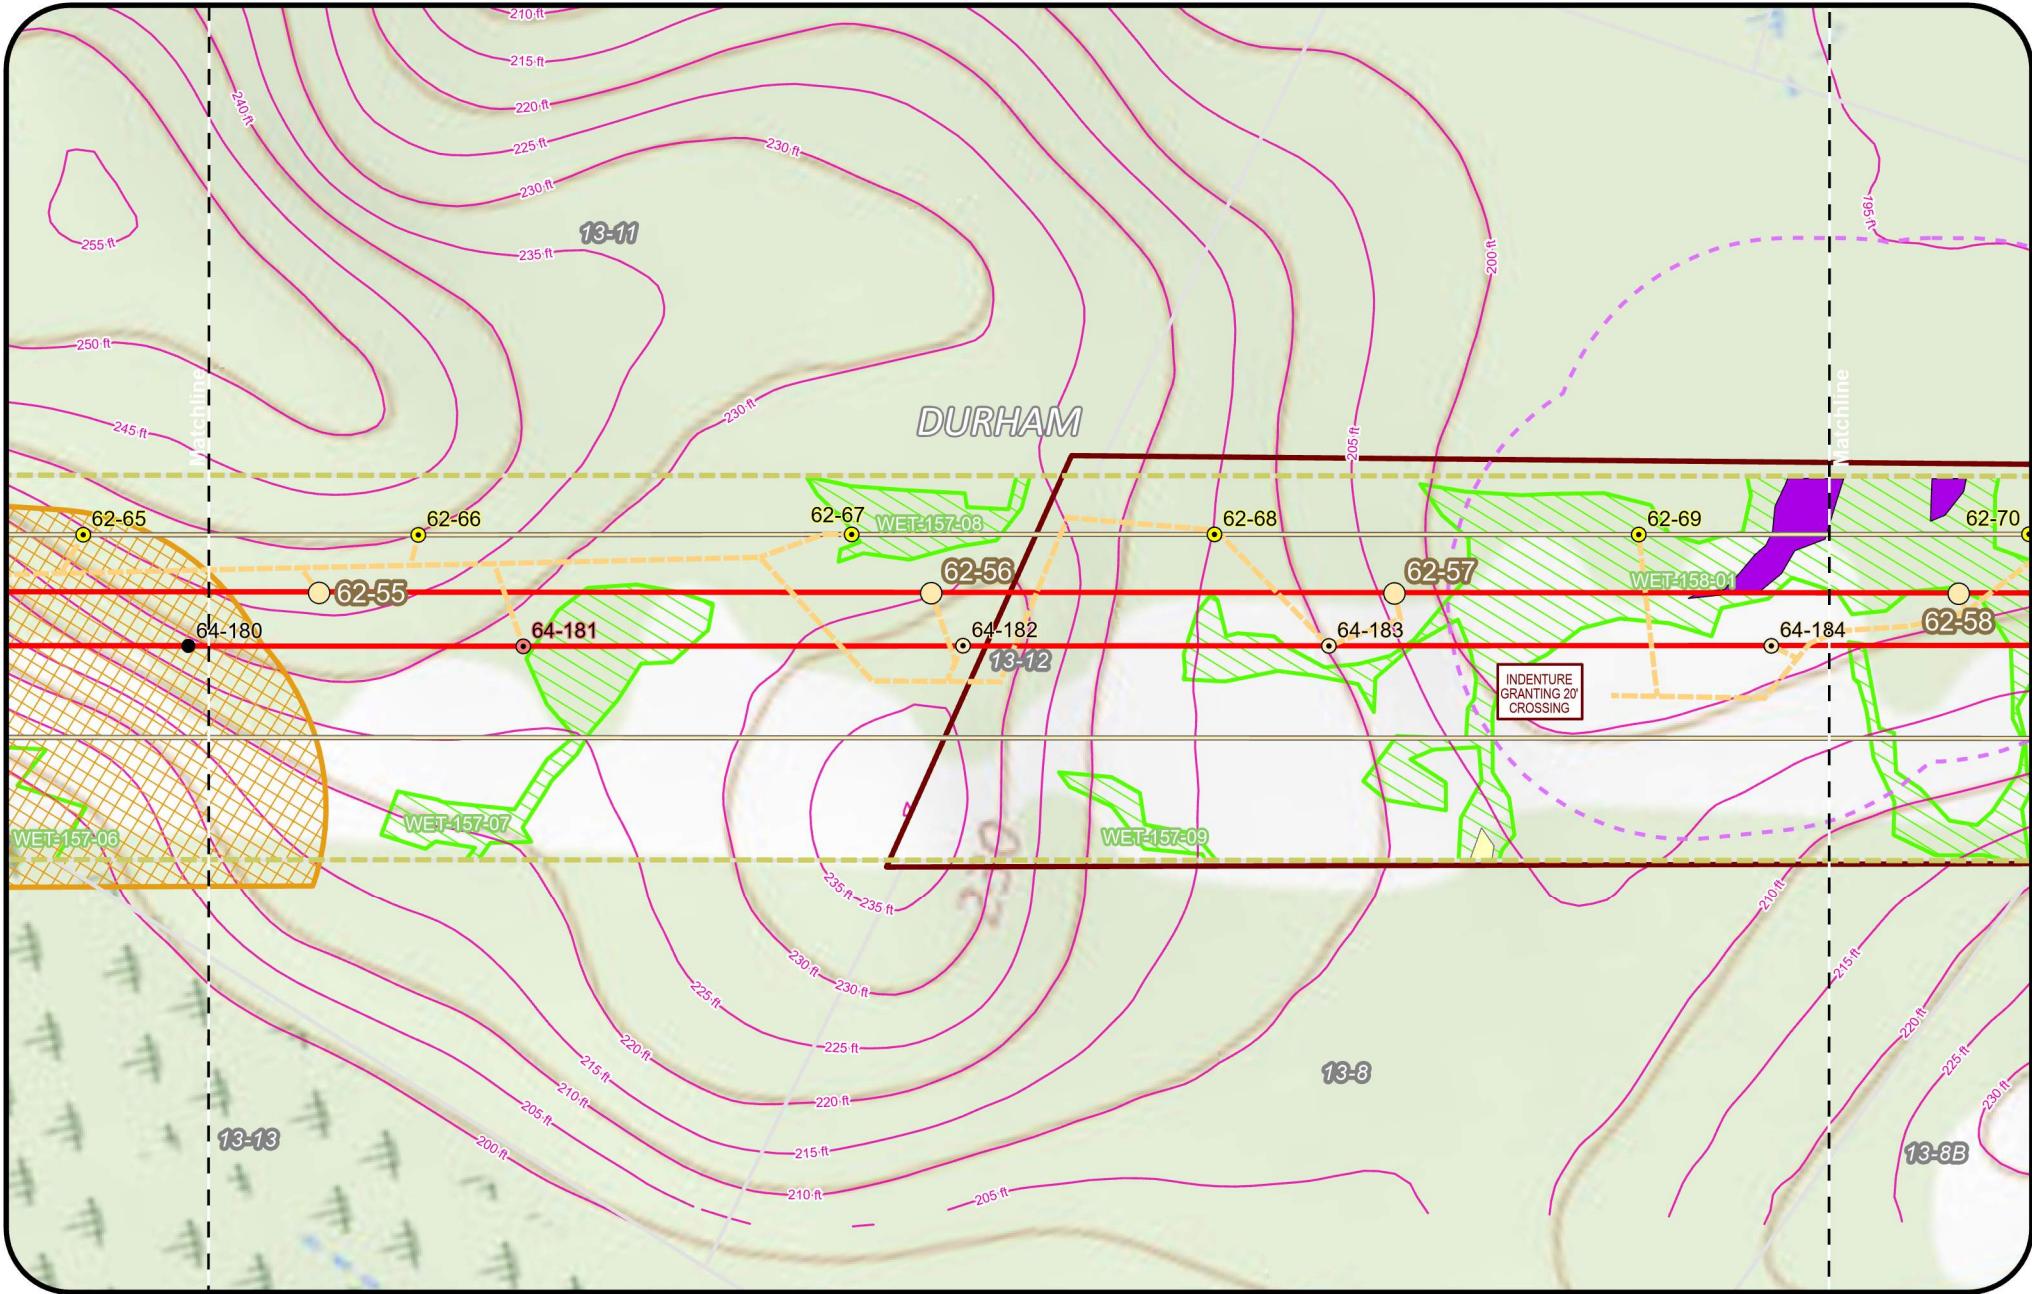 210 ft
215 ft
240 ft
220 ft
225 ft
230 ft
230 ft
195 ft
13-11
255 ft
235 ft
200 ft
250 ft
Matchline
Matchline
230 ft
DURHAM
245 ft
205 ft
62-65
62-66
62-67
WET-157-08
62-68
62-69
62-70
62-55
62-56
62-57
WET-158-01
62-58
64-180
64-181
64-182
64-183
64-184
13-12
INDENTURE
GRANTING 20'
CROSSING
WET-157-06
WET-157-07
WET-157-09
230
235 ft
235 ft
210 ft
230 ft
230 ft
215 ft
225 ft
220 ft
220 ft
225 ft
225 ft
215 ft
13-8
210 ft
220 ft
230 ft
205 ft
13-13
200 ft
215 ft
13-8B
210 ft
205 ft